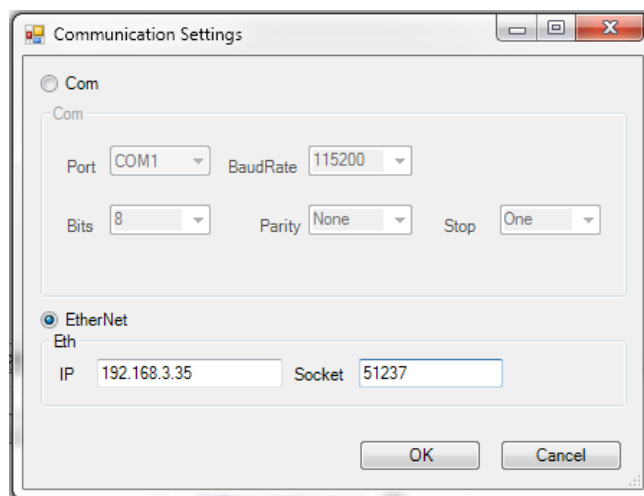 Communication Settings
Com
Com
Port COM1 BaudRate 115200
Bits 8 Parity None Stop One
EtherNet
Eth
IP 192.168.3.35 Socket 51237
OK Cancel